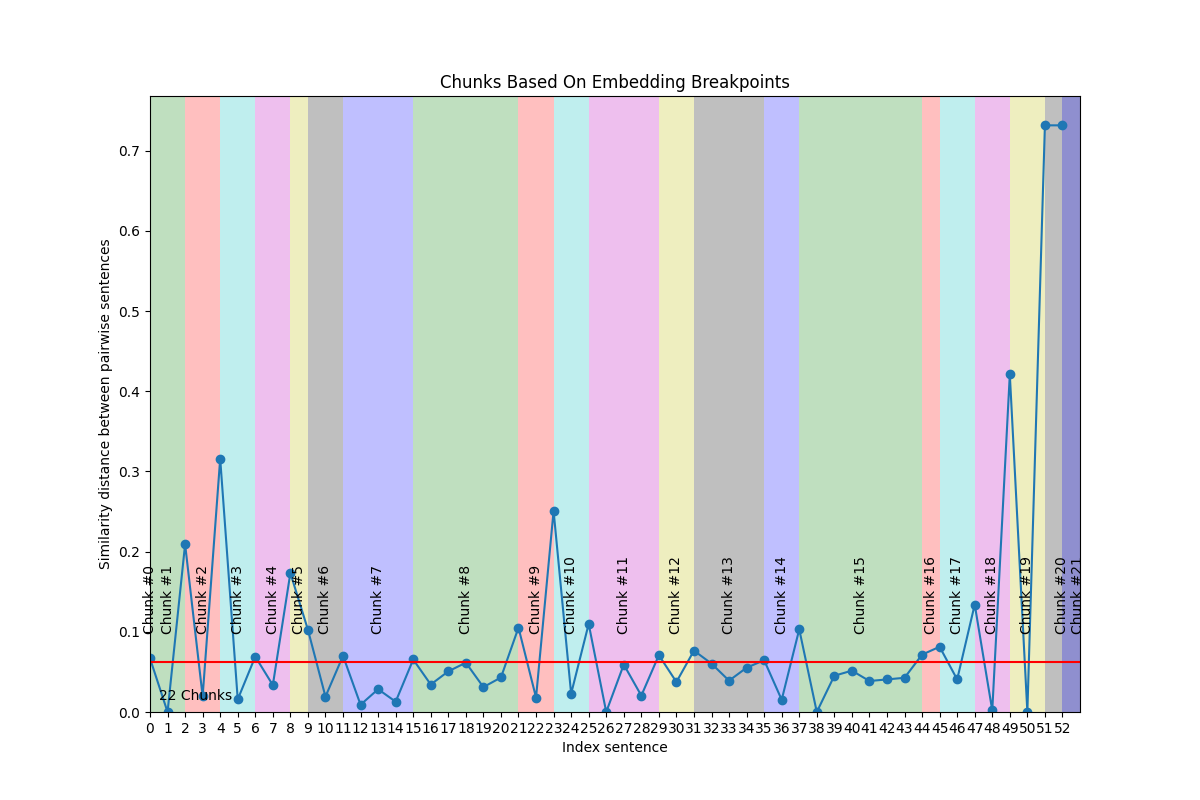 Chunks Based On Embedding Breakpoints
Similarity distance between pairwise sentences
0.7
0.6
0.5
0.4
0.3
0.2
0.1
0.0
Chunk #0
Chunk #1
Chunk #2
Chunk #3
Chunk #4
Chunk #5
Chunk #6
Chunk #7
Chunk #8
Chunk #9
Chunk #10
Chunk #11
Chunk #12
Chunk #13
Chunk #14
Chunk #15
Chunk #16
Chunk #17
Chunk #18
Chunk #19
Chunk #20
Chunk #21
22 Chunks
0 1 2 3 4 5 6 7 8 9 10 11 12 13 14 15 16 17 18 19 20 21 22 23 24 25 26 27 28 29 30 31 32 33 34 35 36 37 38 39 40 41 42 43 44 45 46 47 48 49 50 51 52
Index sentence